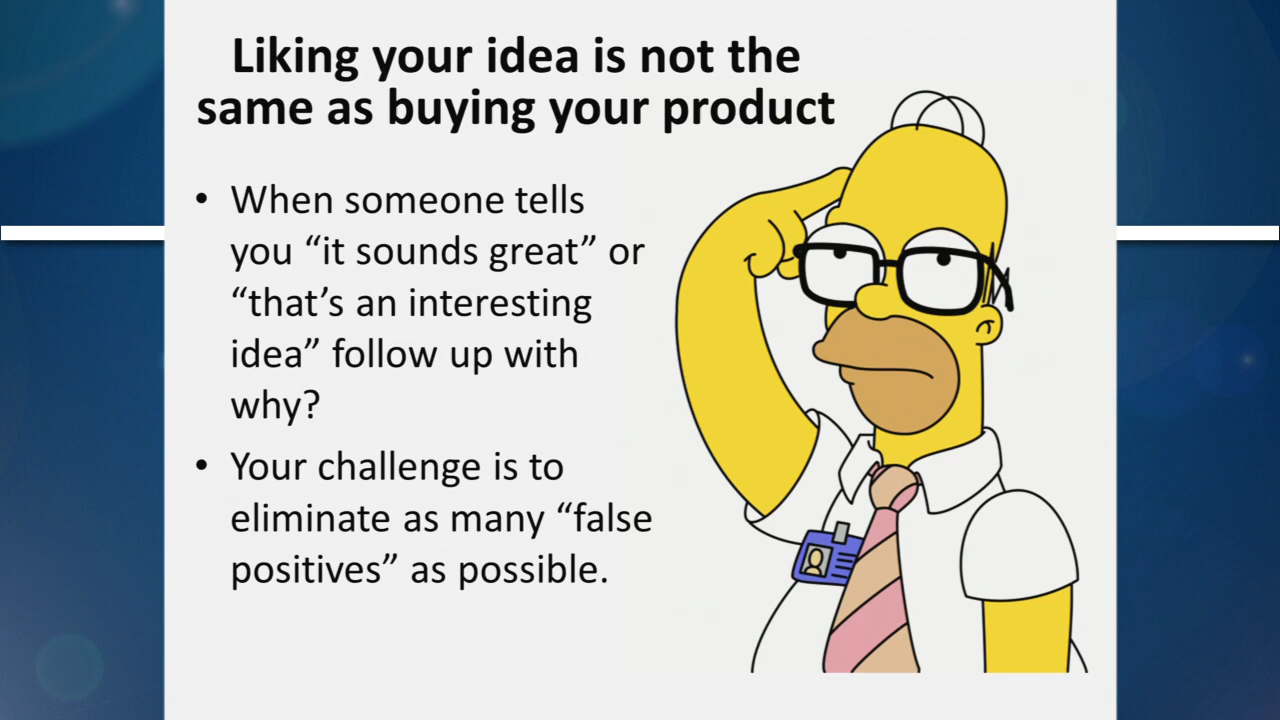 Liking your idea is not the
same as buying your product
• When someone tells
you “it sounds great” or
“that’s an interesting
idea” follow up with
why?
• Your challenge is to
eliminate as many “false
positives” as possible.